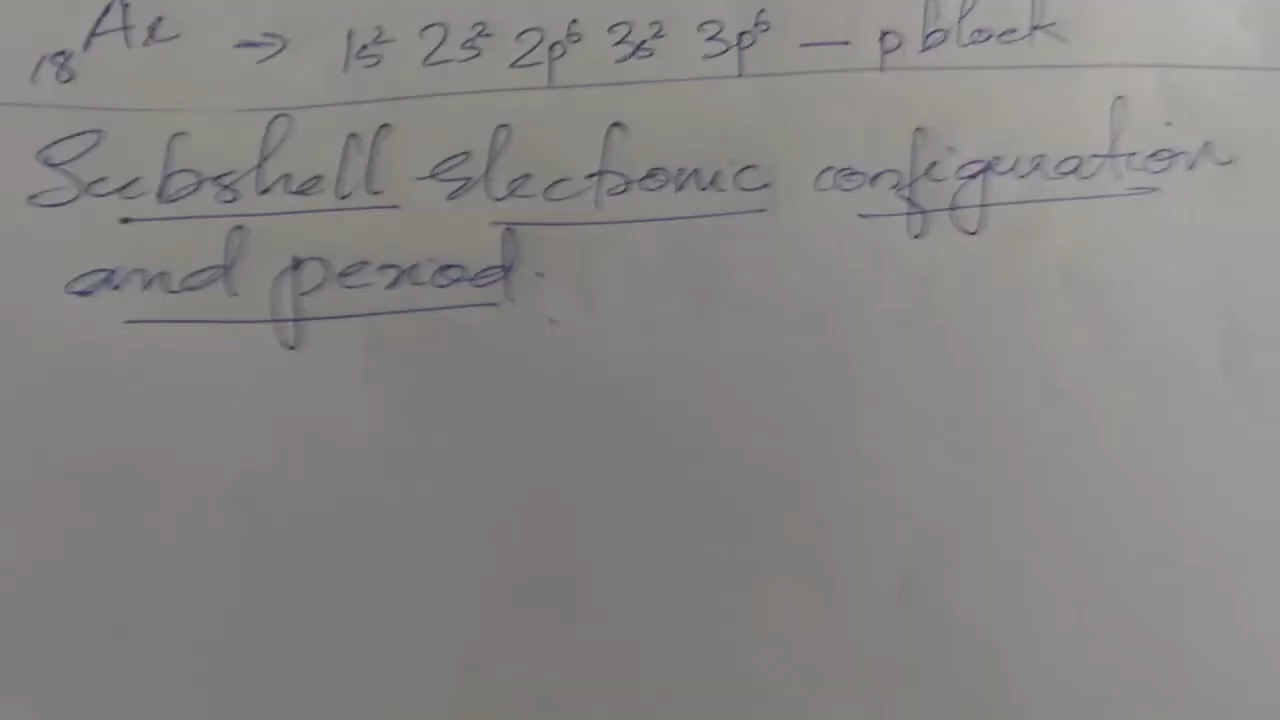 ₁₈Ar → 1s² 2s² 2p⁶ 3s² 3p⁶ – p block
Subshell electronic configuration
and period.